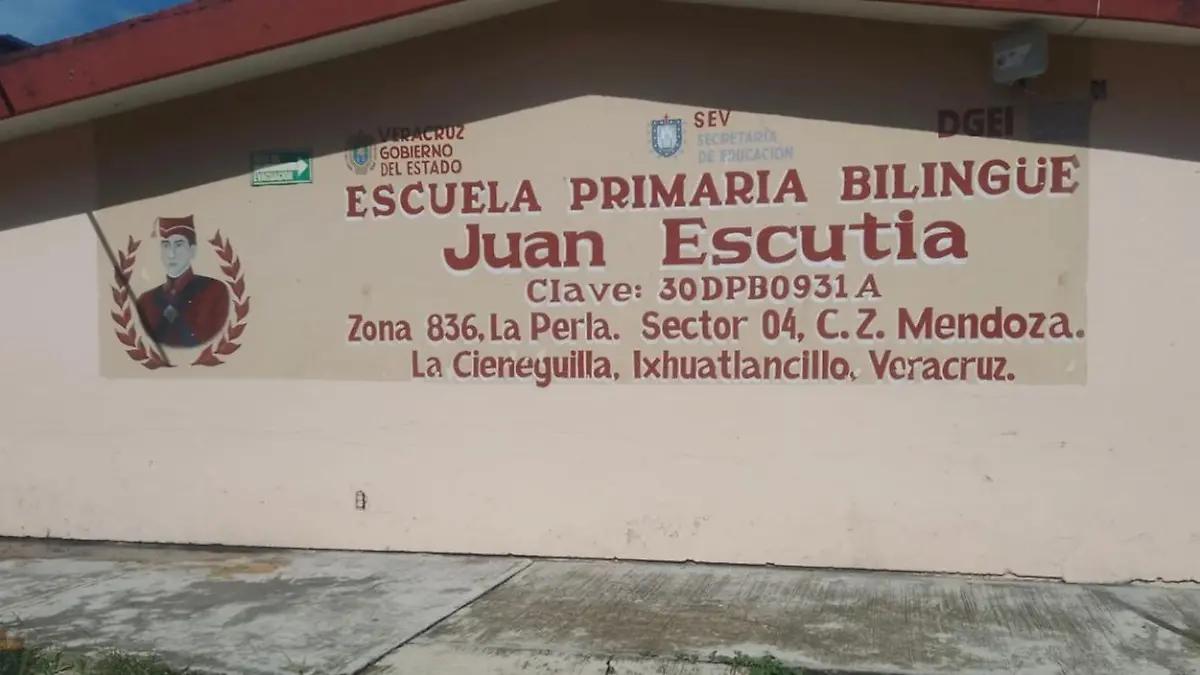 VERACRUZ
GOBIERNO
DEL ESTADO
SEV
SECRETARÍA
DE EDUCACIÓN
DGEI
ESCUELA PRIMARIA BILINGÜE
Juan Escutia
Clave: 30DPB0931A
Zona 836, La Perla. Sector 04, C. Z. Mendoza.
La Cieneguilla, Ixhuatlancillo, Veracruz.